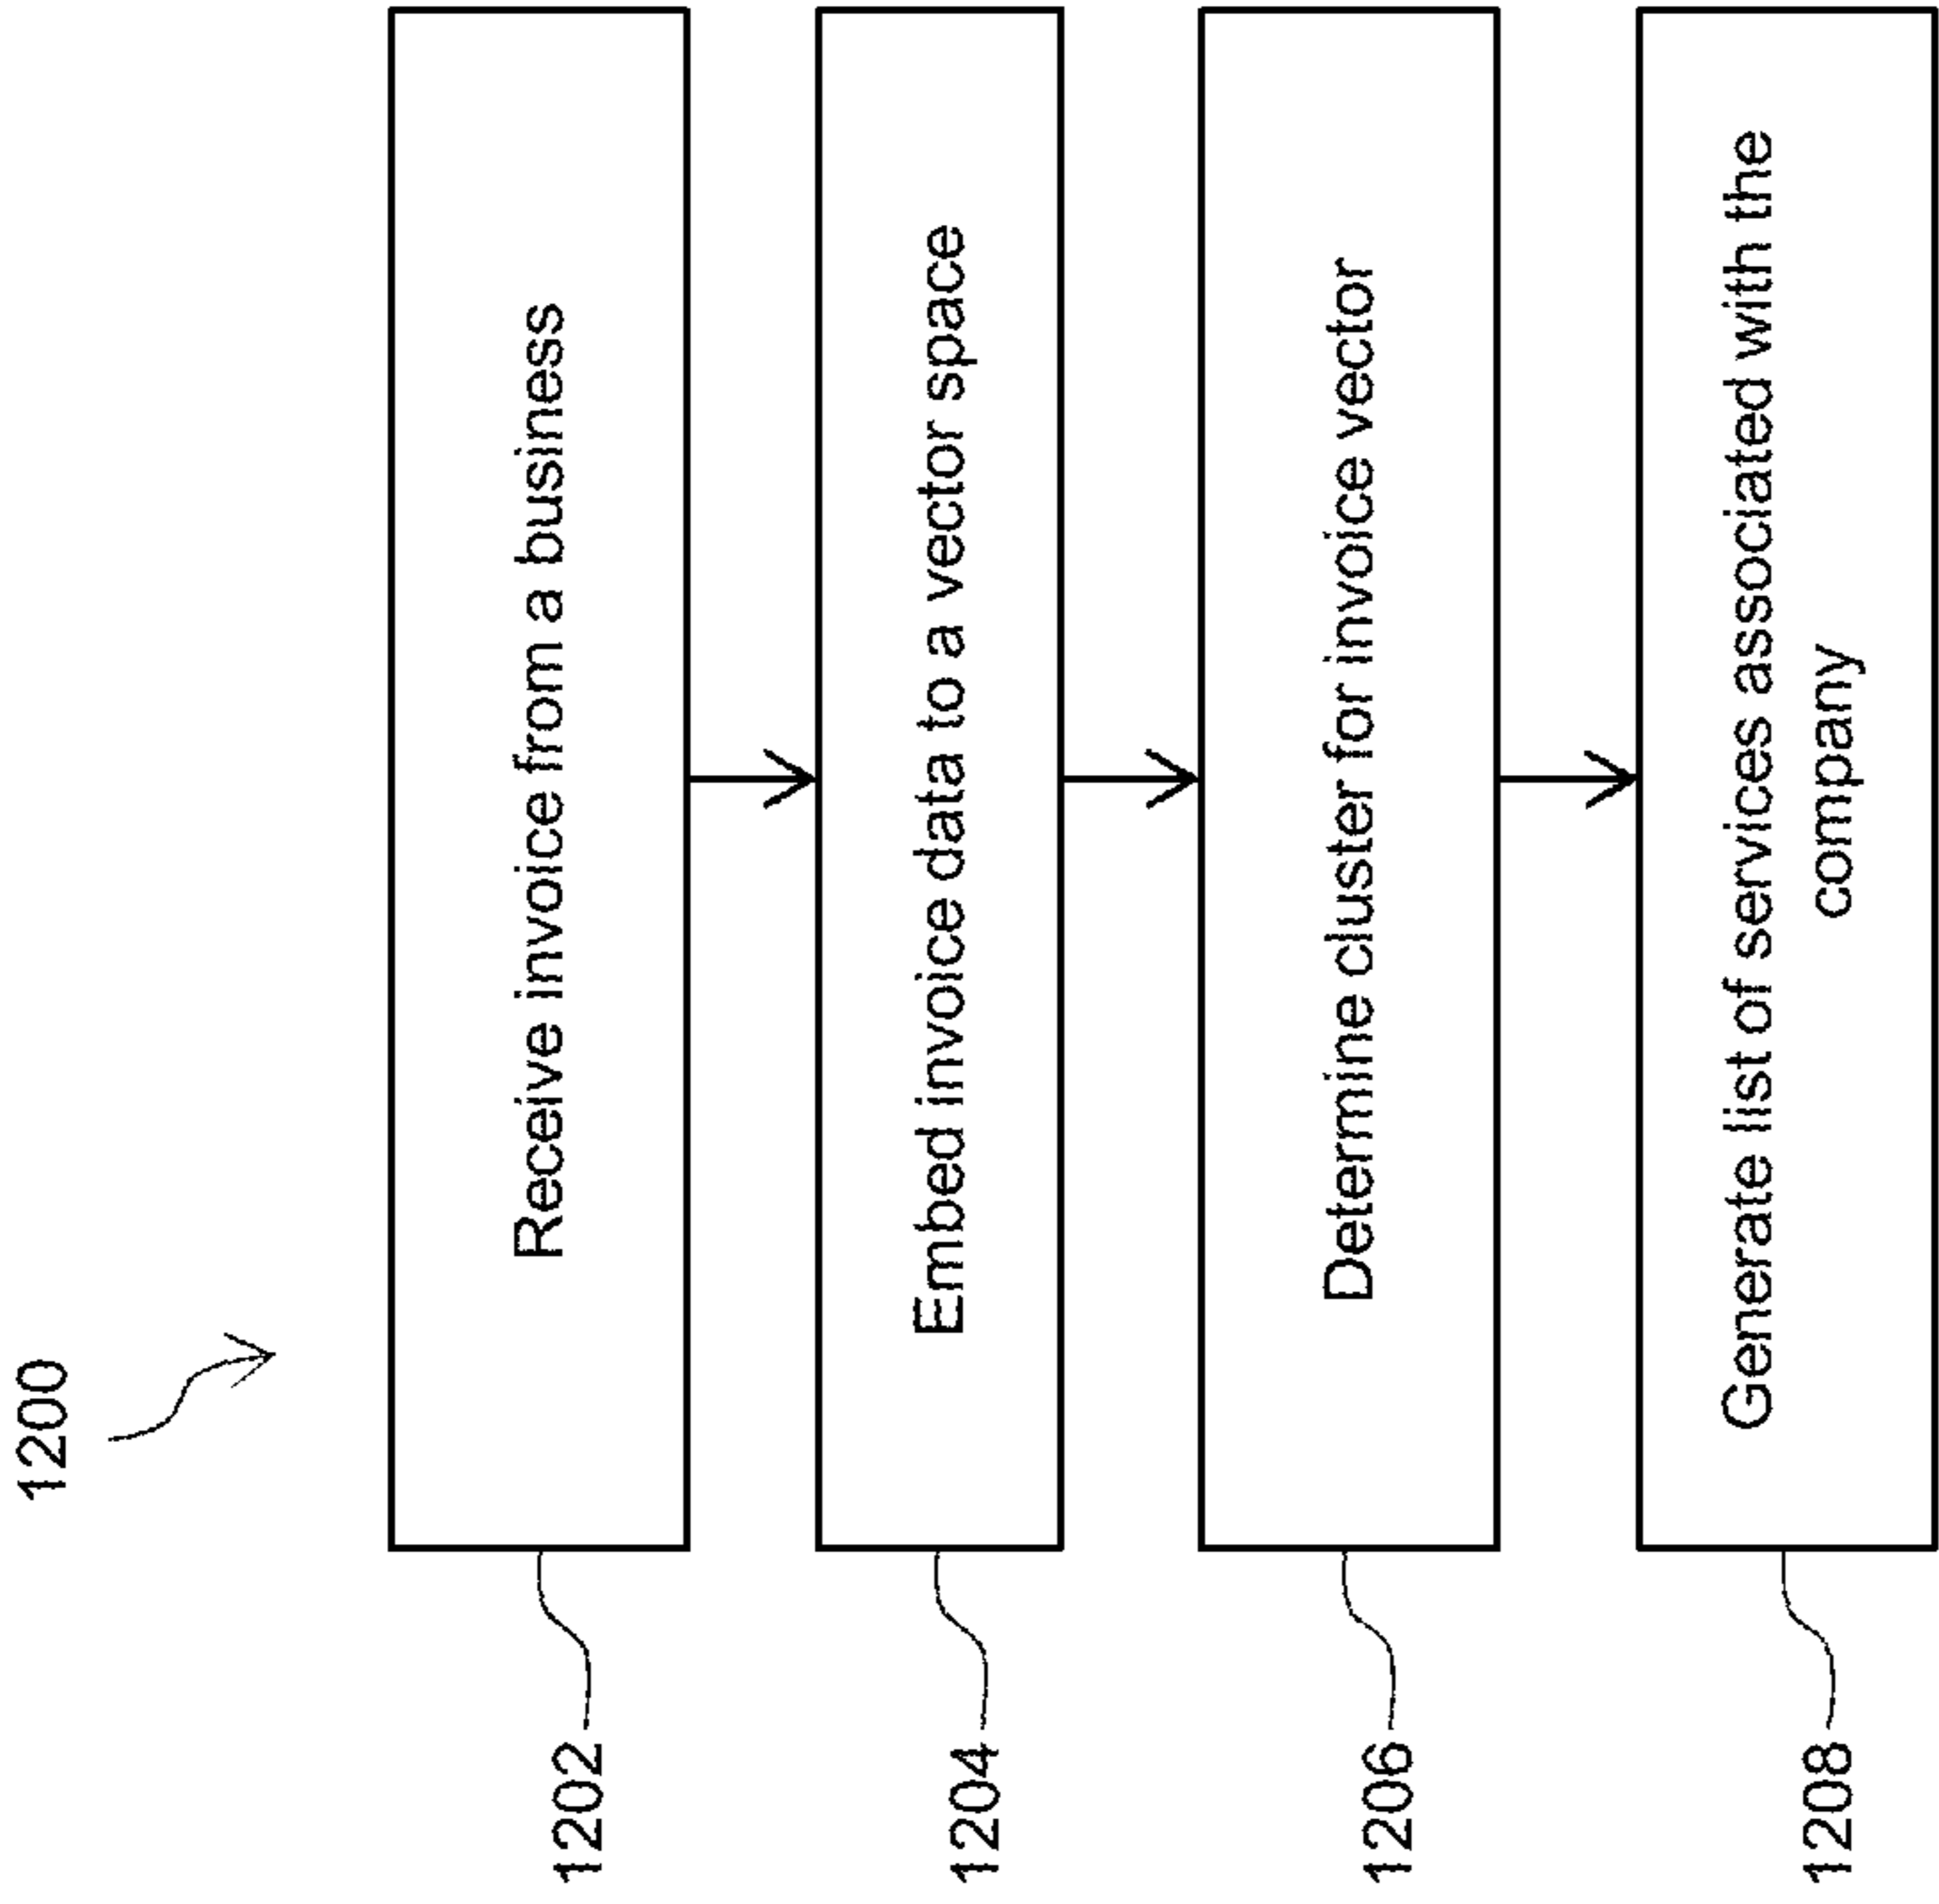 1200
1202
Receive invoice from a business
1204
Embed invoice data to a vector space
1206
Determine cluster for invoice vector
1208
Generate list of services associated with the
company